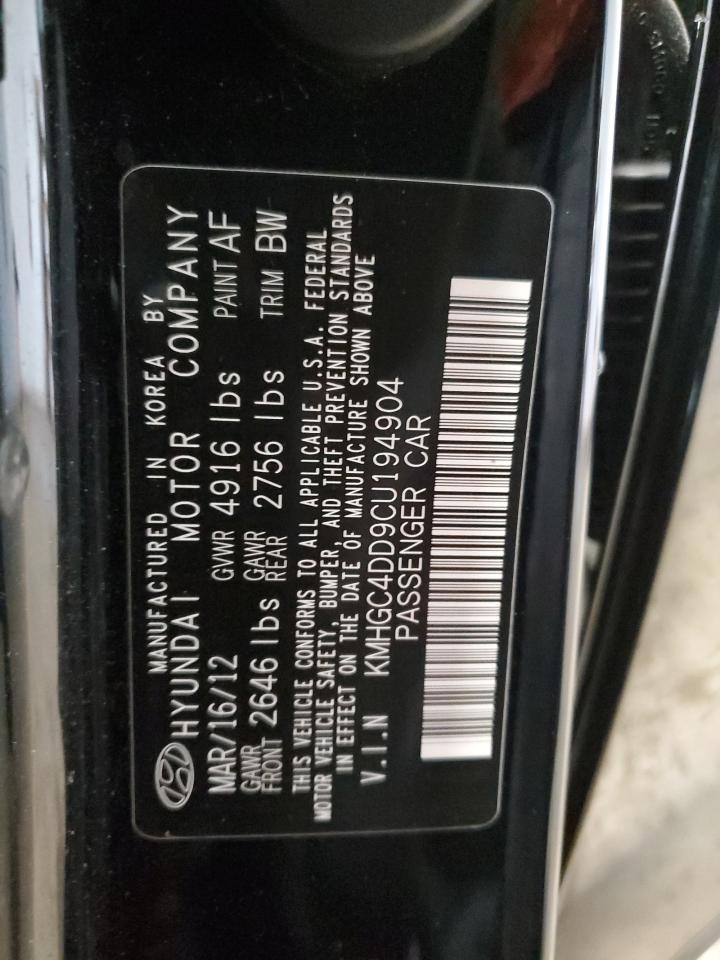 MANUFACTURED IN KOREA BY
HYUNDAI MOTOR COMPANY
MAR/16/12 GVWR 4916 lbs PAINT AF
GAWR FRONT 2646 lbs GAWR REAR 2756 lbs TRIM BW
THIS VEHICLE CONFORMS TO ALL APPLICABLE U.S.A. FEDERAL
MOTOR VEHICLE SAFETY, BUMPER, AND THEFT PREVENTION STANDARDS
IN EFFECT ON THE DATE OF MANUFACTURE SHOWN ABOVE
V.I.N KMHGC4DD9CU194904
PASSENGER CAR